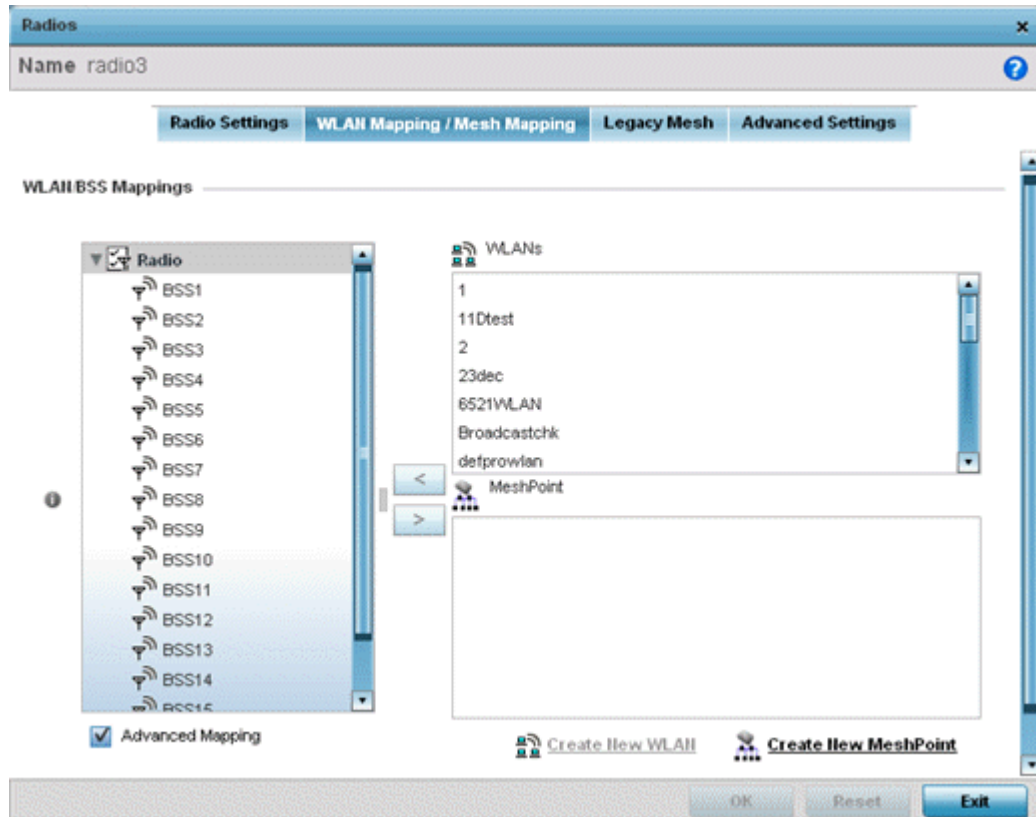 Radios
Name radio3
Radio Settings WLAN Mapping / Mesh Mapping Legacy Mesh Advanced Settings
WLAN/BSS Mappings
Radio
BSS1
BSS2
BSS3
BSS4
BSS5
BSS6
BSS7
BSS8
BSS9
BSS10
BSS11
BSS12
BSS13
BSS14
BSS15
Advanced Mapping
<
>
WLANs
1
11Dtest
2
23dec
6521WLAN
Broadcastchk
defprowlan
MeshPoint
Create New WLAN Create New MeshPoint
OK Reset Exit